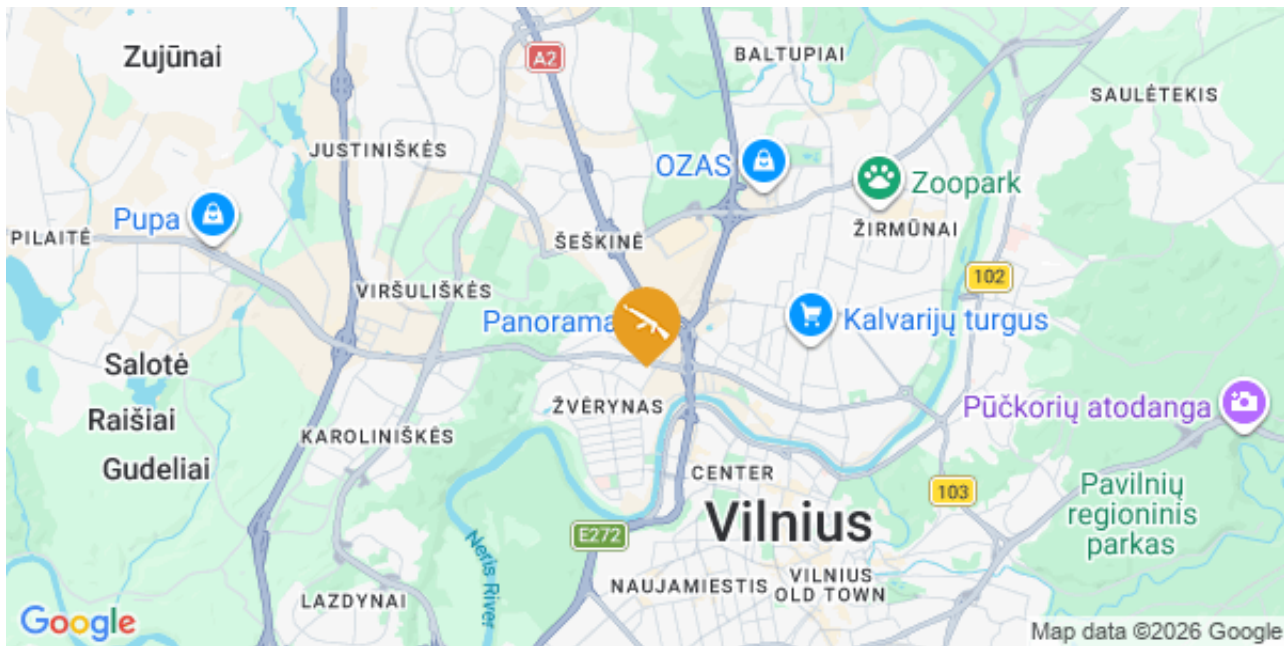 Zujūnai
A2
BALTUPIAI
SAULĖTEKIS
JUSTINIŠKĖS
OZAS
Zoopark
Pupa
PILAITĖ
ŠEŠKINĖ
ŽIRMŪNAI
102
VIRŠULIŠKĖS
Panorama
Kalvarijų turgus
Salotė
ŽVĖRYNAS
Pūčkorių atodanga
Raišiai
KAROLINIŠKĖS
Gudeliai
CENTER
103
Pavilnių
regioninis
parkas
Vilnius
E272
Neris River
NAUJAMIESTIS
VILNIUS
OLD TOWN
LAZDYNAI
Google
Map data ©2026 Google